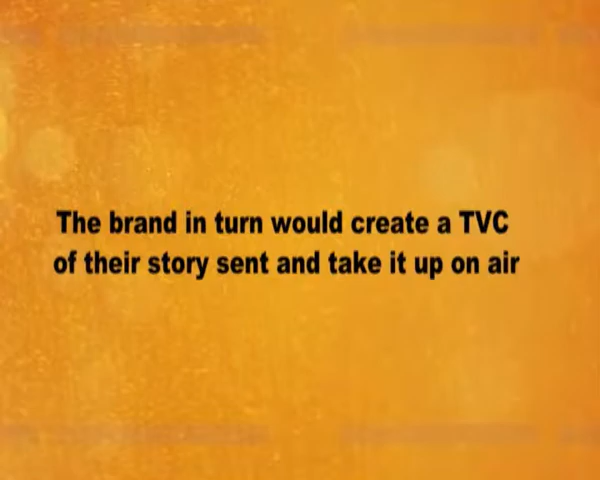 The brand in turn would create a TVC
of their story sent and take it up on air